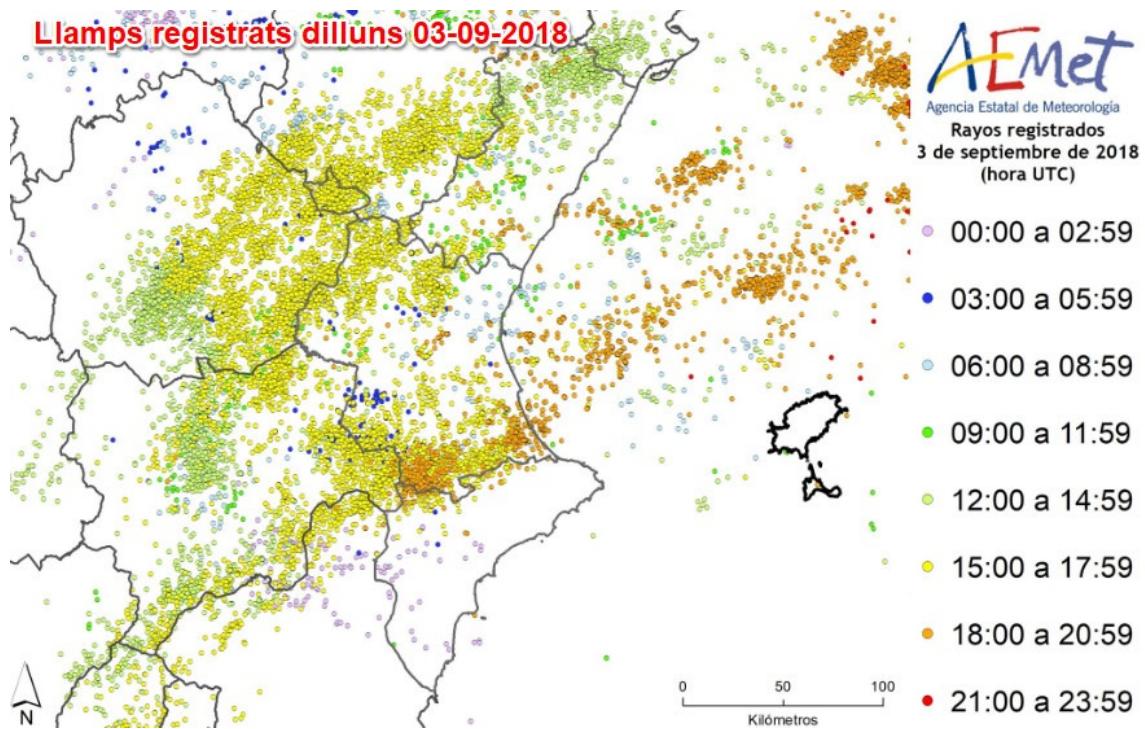 Llamps registrats dilluns 03-09-2018
AEMet
Agencia Estatal de Meteorología
Rayos registrados
3 de septiembre de 2018
(hora UTC)
00:00 a 02:59
03:00 a 05:59
06:00 a 08:59
09:00 a 11:59
12:00 a 14:59
15:00 a 17:59
18:00 a 20:59
21:00 a 23:59
N
0 50 100
Kilómetros